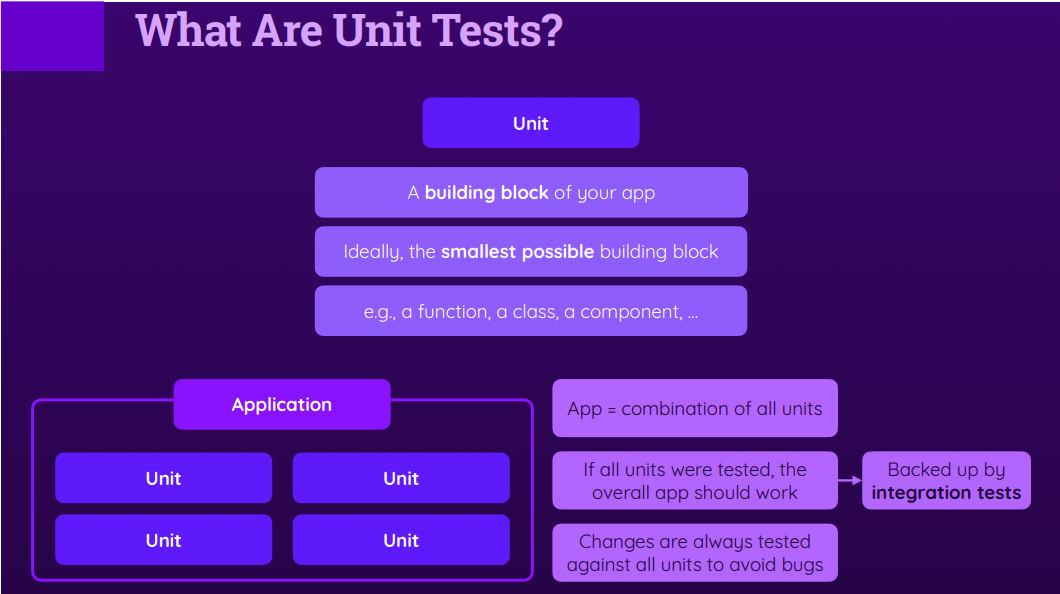 What Are Unit Tests?
Unit
A building block of your app
Ideally, the smallest possible building block
e.g., a function, a class, a component, ...
Application
Unit
Unit
Unit
Unit
App = combination of all units
If all units were tested, the
overall app should work
Backed up by
integration tests
Changes are always tested
against all units to avoid bugs